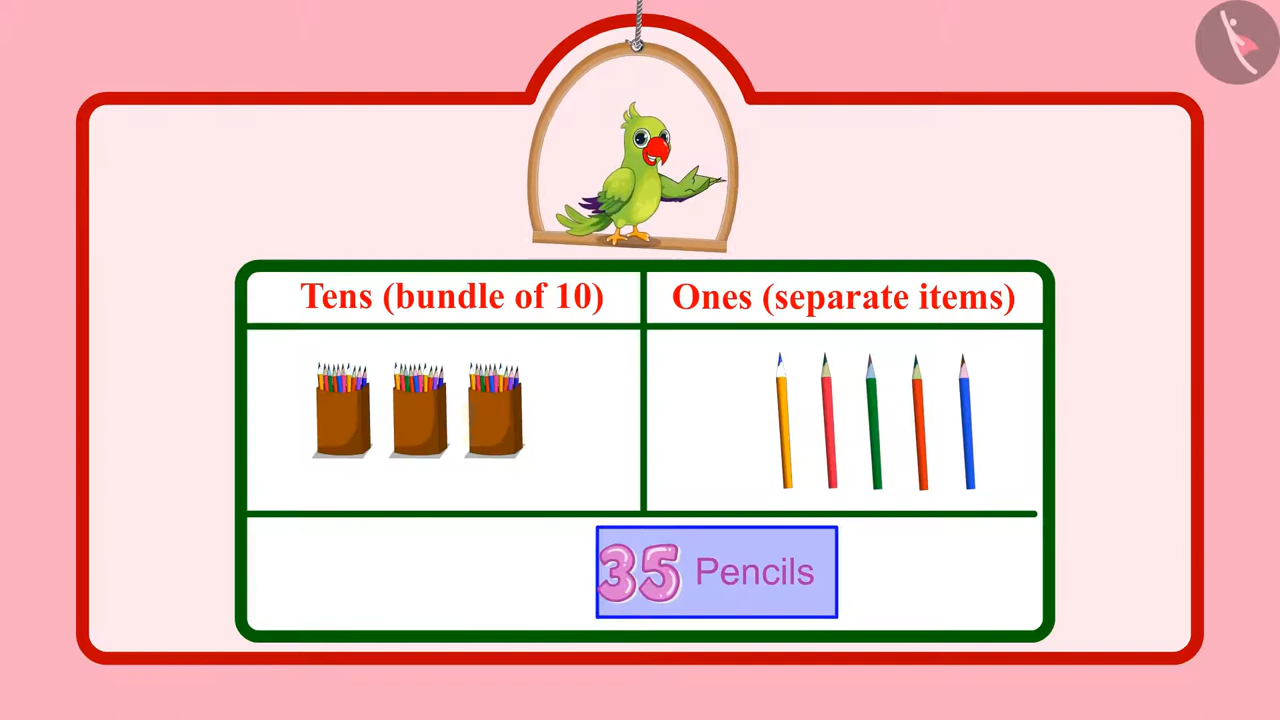 Tens (bundle of 10)
Ones (separate items)
35 Pencils